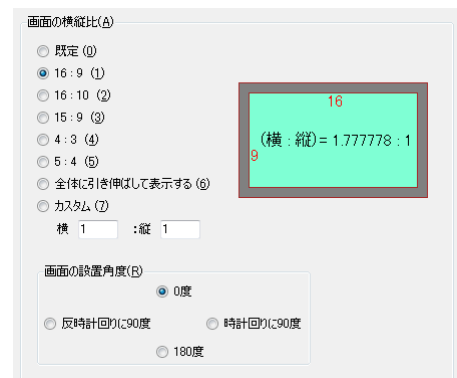 画面の横縦比(A)
既定 (0)
16 : 9 (1)
16 : 10 (2)
15 : 9 (3)
4 : 3 (4)
5 : 4 (5)
全体に引き伸ばして表示する (6)
カスタム (7)
横 1 :縦 1
16
(横 : 縦)= 1.777778 : 1
9
画面の設置角度(R)
0度
反時計回りに90度 時計回りに90度
180度